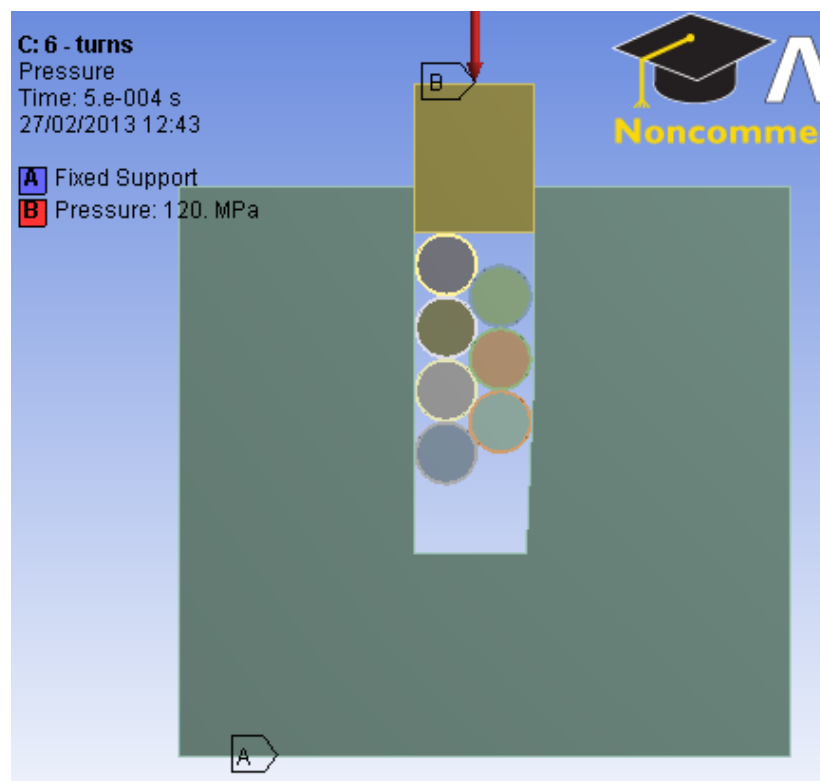 C: 6 - turns
Pressure
Time: 5.e-004 s
27/02/2013 12:43
A Fixed Support
B Pressure: 120. MPa
B
Noncomme
A